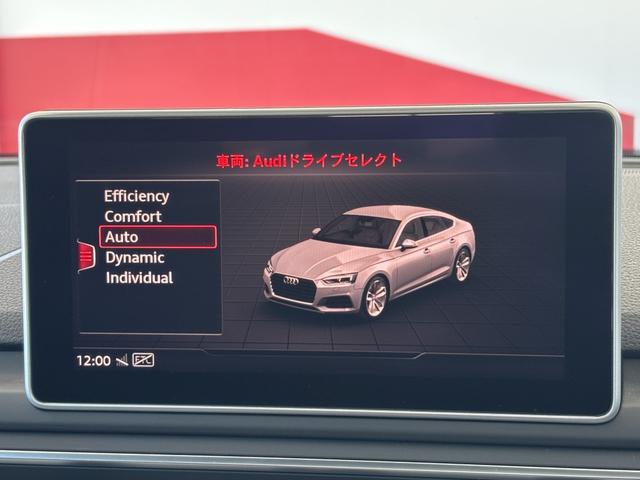 車両: Audiドライブセレクト
Efficiency
Comfort
Auto
Dynamic
Individual
12:00 ETC